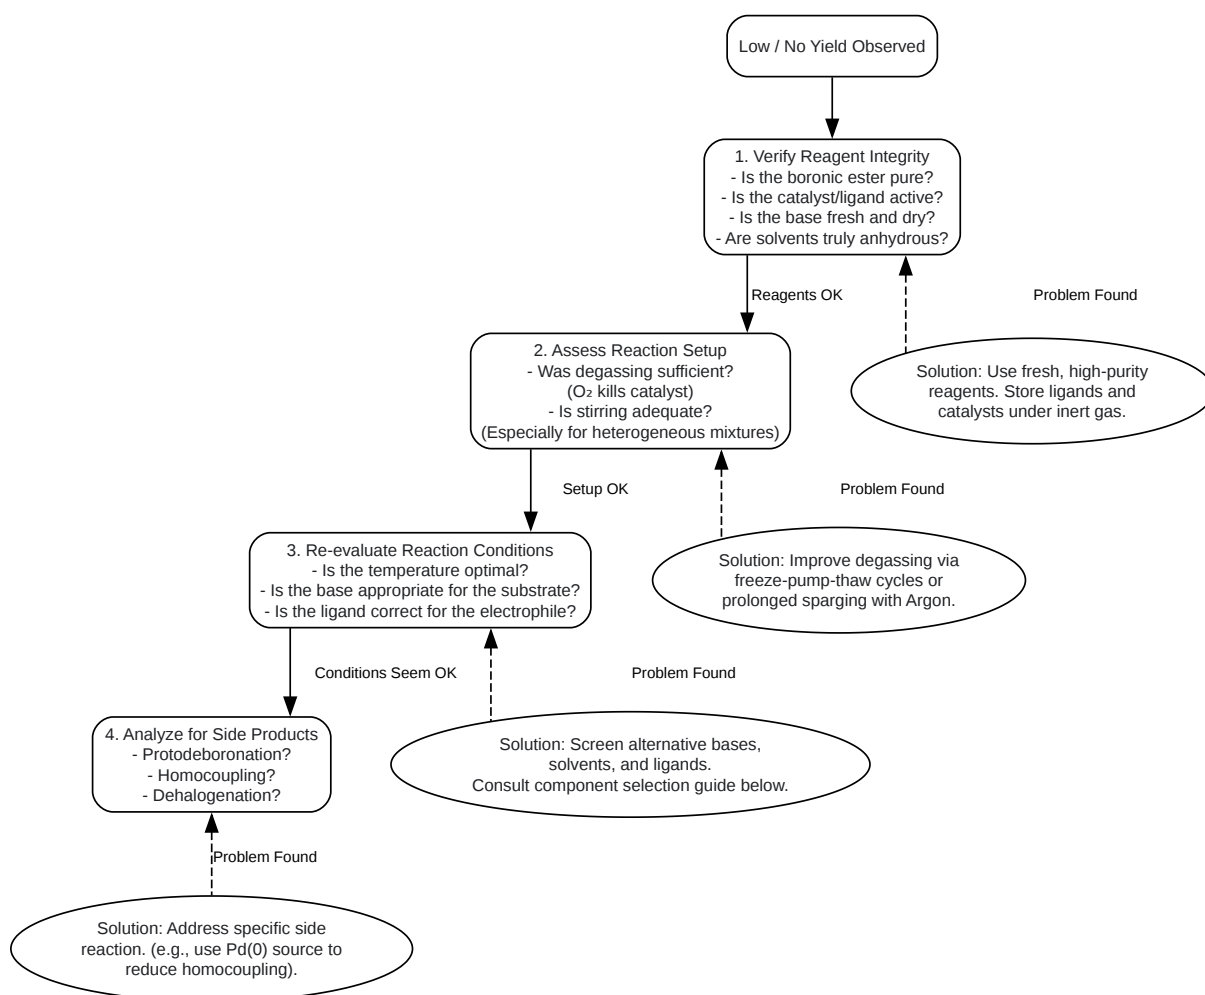 Low / No Yield Observed
1. Verify Reagent Integrity
- Is the boronic ester pure?
- Is the catalyst/ligand active?
- Is the base fresh and dry?
- Are solvents truly anhydrous?
Reagents OK
Problem Found
2. Assess Reaction Setup
- Was degassing sufficient?
(O₂ kills catalyst)
- Is stirring adequate?
(Especially for heterogeneous mixtures)
Solution: Use fresh, high-purity
reagents. Store ligands and
catalysts under inert gas.
Setup OK
Problem Found
3. Re-evaluate Reaction Conditions
- Is the temperature optimal?
- Is the base appropriate for the substrate?
- Is the ligand correct for the electrophile?
Solution: Improve degassing via
freeze-pump-thaw cycles or
prolonged sparging with Argon.
Conditions Seem OK
Problem Found
4. Analyze for Side Products
- Protodeboronation?
- Homocoupling?
- Dehalogenation?
Solution: Screen alternative bases,
solvents, and ligands.
Consult component selection guide below.
Problem Found
Solution: Address specific side
reaction. (e.g., use Pd(0) source to
reduce homocoupling).